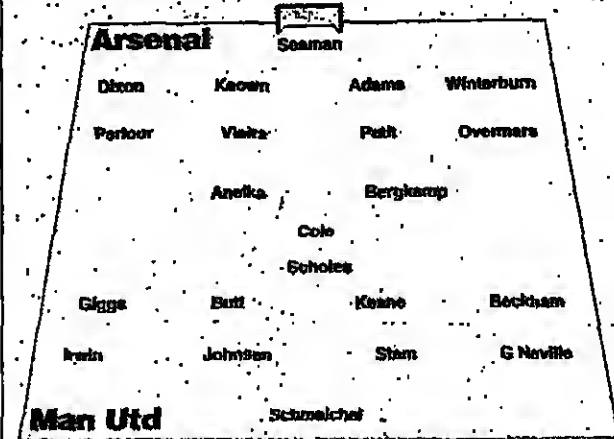 Arsenal
Seaman
Dixon Keown Adams Winterburn
Parlour Vieira Petit Overmars
Anelka Bergkamp
Cole
Scholes
Giggs Butt Keane Beckham
Irwin Johnsen Stam G Neville
Man Utd Schmeichel